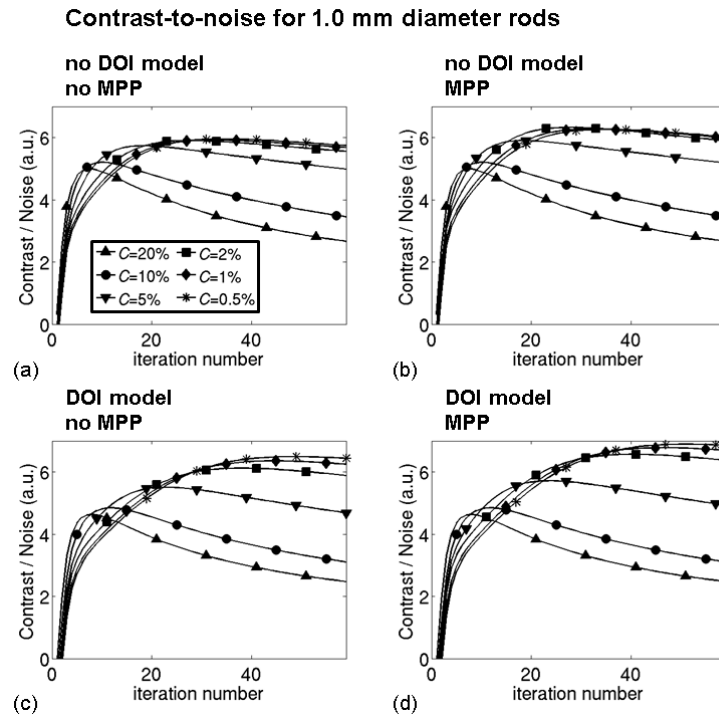 Contrast-to-noise for 1.0 mm diameter rods
no DOI model
no MPP
no DOI model
MPP
Contrast / Noise (a.u.)
6
4
2
0
0
20
40
iteration number
C=20%
C=2%
C=10%
C=1%
C=5%
C=0.5%
(a)
Contrast / Noise (a.u.)
6
4
2
0
0
20
40
iteration number
(b)
DOI model
no MPP
DOI model
MPP
Contrast / Noise (a.u.)
6
4
2
0
0
20
40
iteration number
(c)
Contrast / Noise (a.u.)
6
4
2
0
0
20
40
iteration number
(d)